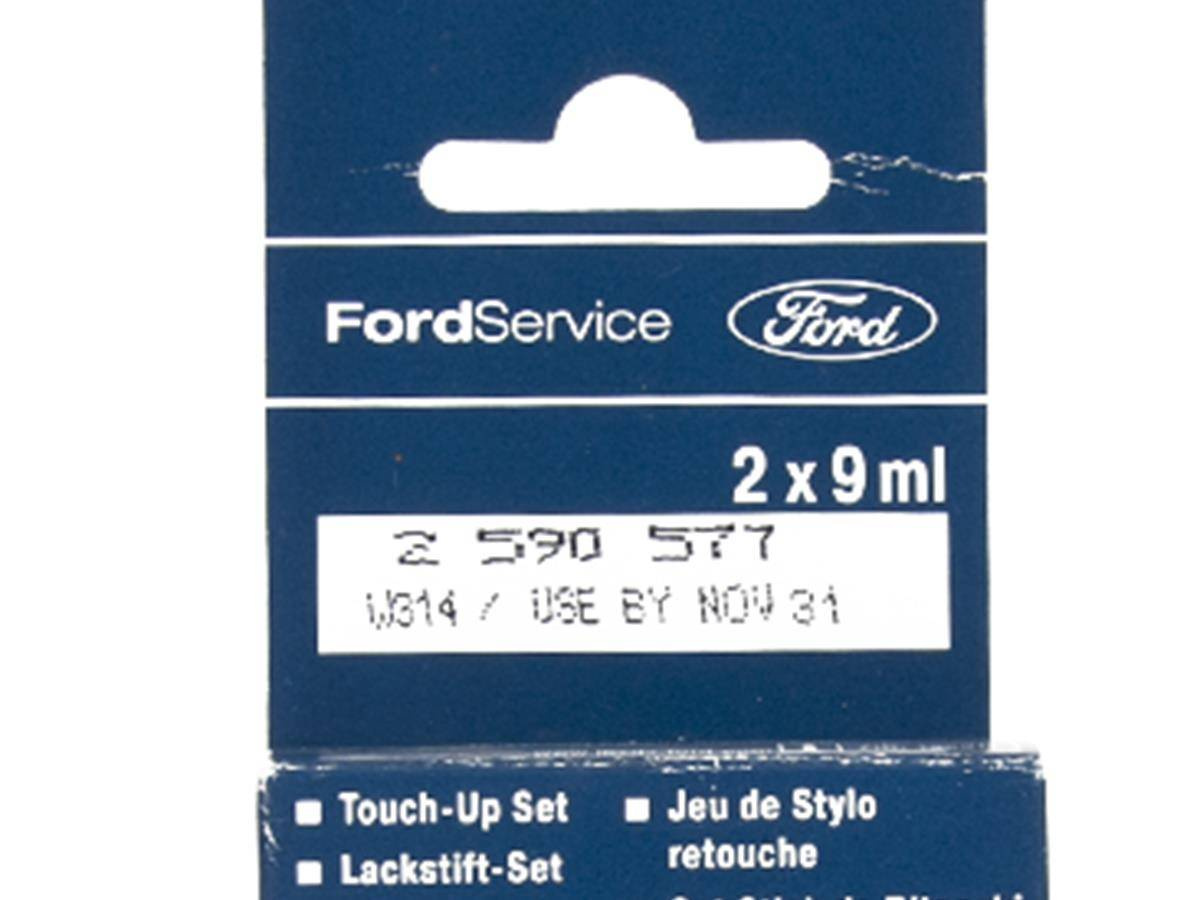 FordService Ford
2 x 9 ml
2 590 577
W314 / USE BY NOV 31
Touch-Up Set
Lackstift-Set
Jeu de Stylo
retouche